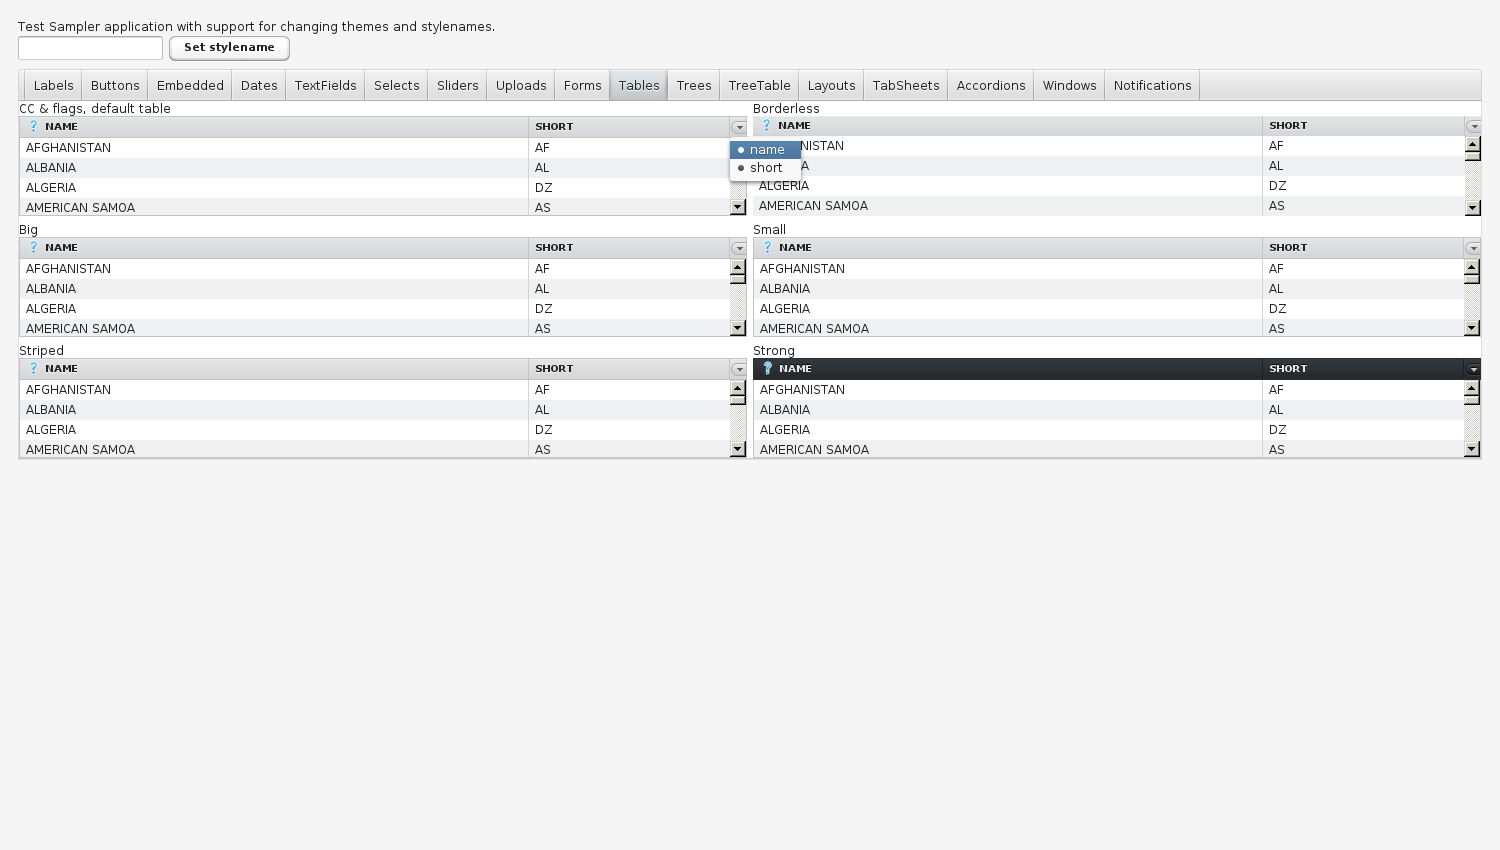 Test Sampler application with support for changing themes and stylenames.
Set stylename
Labels Buttons Embedded Dates TextFields Selects Sliders Uploads Forms Tables Trees TreeTable Layouts TabSheets Accordions Windows Notifications
CC & flags, default table
? NAME SHORT
AFGHANISTAN AF
ALBANIA AL
ALGERIA DZ
AMERICAN SAMOA AS
name
short
Borderless
? NAME SHORT
NISTAN AF
A AL
ALGERIA DZ
AMERICAN SAMOA AS
Big
? NAME SHORT
AFGHANISTAN AF
ALBANIA AL
ALGERIA DZ
AMERICAN SAMOA AS
Small
? NAME SHORT
AFGHANISTAN AF
ALBANIA AL
ALGERIA DZ
AMERICAN SAMOA AS
Striped
? NAME SHORT
AFGHANISTAN AF
ALBANIA AL
ALGERIA DZ
AMERICAN SAMOA AS
Strong
? NAME SHORT
AFGHANISTAN AF
ALBANIA AL
ALGERIA DZ
AMERICAN SAMOA AS